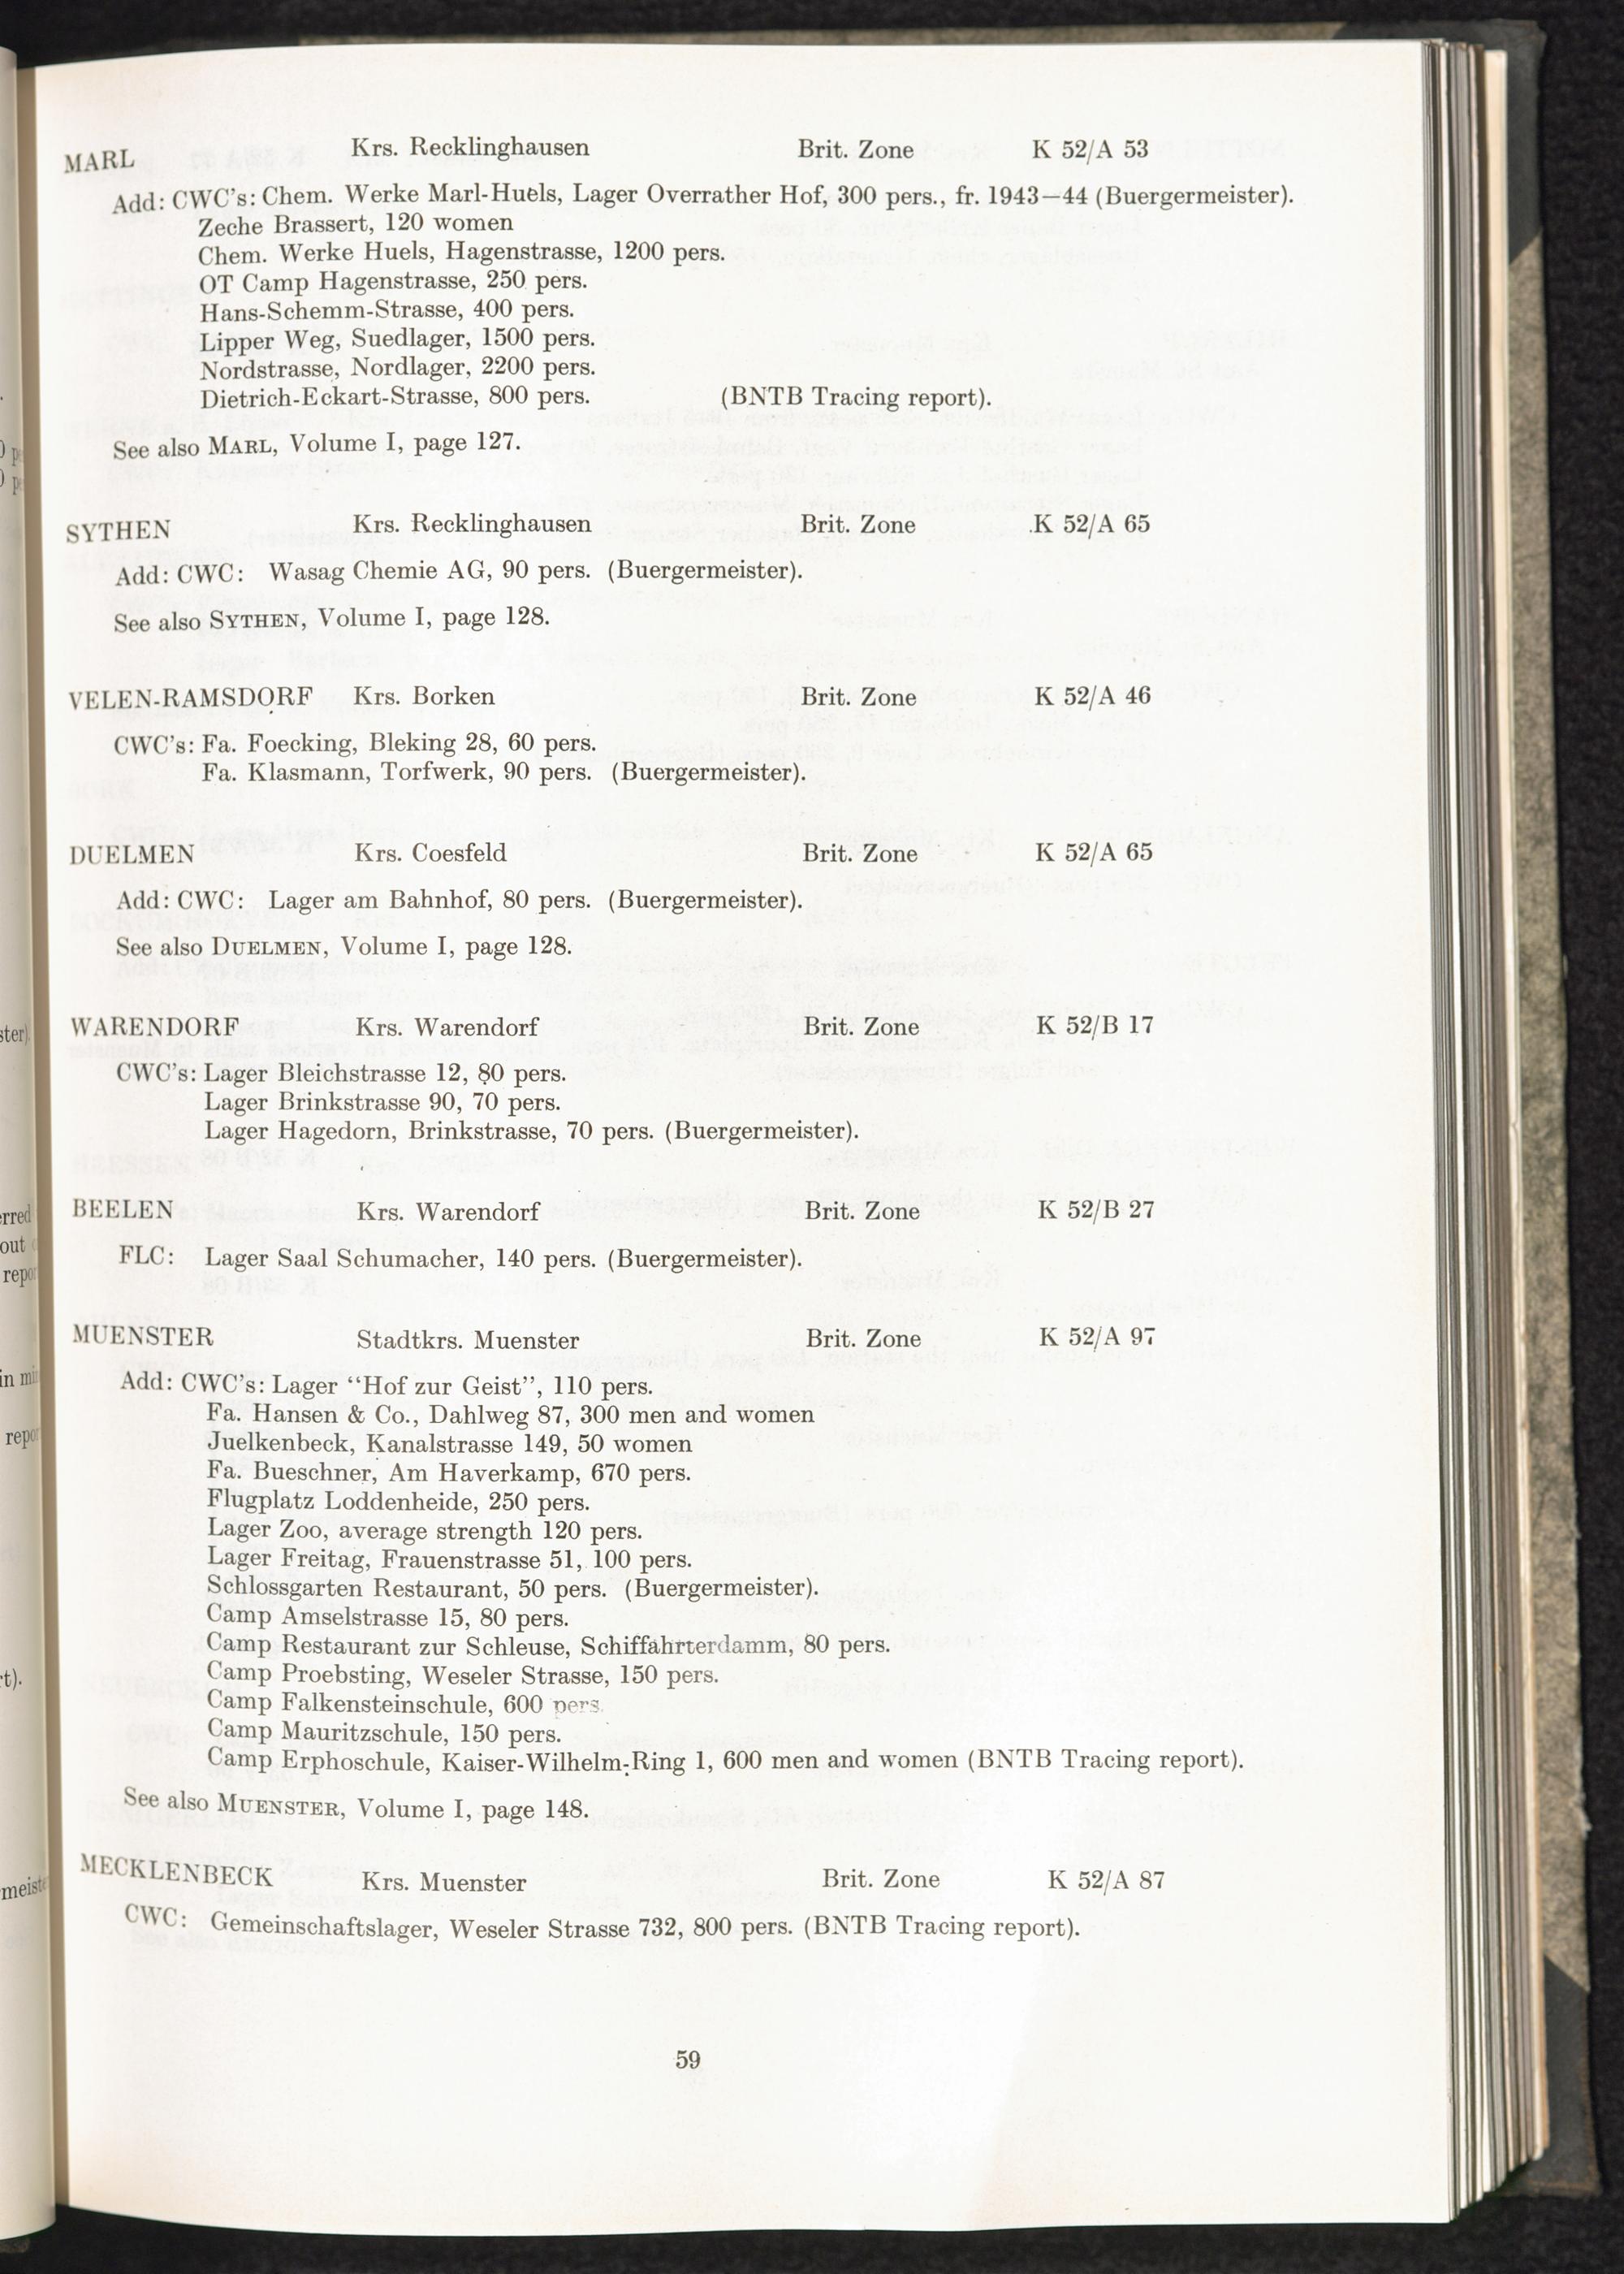 MARL Krs. Recklinghausen Brit. Zone K 52/A 53
Add: CWC's: Chem. Werke Marl-Huels, Lager Overrather Hof, 300 pers., fr. 1943—44 (Buergermeister).
Zeche Brassert, 120 women
Chem. Werke Huels, Hagenstrasse, 1200 pers.
OT Camp Hagenstrasse, 250 pers.
Hans-Schemm-Strasse, 400 pers.
Lipper Weg, Suedlager, 1500 pers.
Nordstrasse, Nordlager, 2200 pers.
Dietrich-Eckart-Strasse, 800 pers. (BNTB Tracing report).
See also MARL, Volume I, page 127.
SYTHEN Krs. Recklinghausen Brit. Zone K 52/A 65
Add: CWC: Wasag Chemie AG, 90 pers. (Buergermeister).
See also SYTHEN, Volume I, page 128.
VELEN-RAMSDORF Krs. Borken Brit. Zone K 52/A 46
CWC's: Fa. Foecking, Bleking 28, 60 pers.
Fa. Klasmann, Torfwerk, 90 pers. (Buergermeister).
DUELMEN Krs. Coesfeld Brit. Zone K 52/A 65
Add: CWC: Lager am Bahnhof, 80 pers. (Buergermeister).
See also DUELMEN, Volume I, page 128.
WARENDORF Krs. Warendorf Brit. Zone K 52/B 17
CWC's: Lager Bleichstrasse 12, 80 pers.
Lager Brinkstrasse 90, 70 pers.
Lager Hagedorn, Brinkstrasse, 70 pers. (Buergermeister).
BEELEN Krs. Warendorf Brit. Zone K 52/B 27
FLC: Lager Saal Schumacher, 140 pers. (Buergermeister).
MUENSTER Stadtkrs. Muenster Brit. Zone K 52/A 97
Add: CWC's: Lager "Hof zur Geist", 110 pers.
Fa. Hansen & Co., Dahlweg 87, 300 men and women
Juelkenbeck, Kanalstrasse 149, 50 women
Fa. Bueschner, Am Haverkamp, 670 pers.
Flugplatz Loddenheide, 250 pers.
Lager Zoo, average strength 120 pers.
Lager Freitag, Frauenstrasse 51, 100 pers.
Schlossgarten Restaurant, 50 pers. (Buergermeister).
Camp Amselstrasse 15, 80 pers.
Camp Restaurant zur Schleuse, Schiffahrterdamm, 80 pers.
Camp Proebsting, Weseler Strasse, 150 pers.
Camp Falkensteinschule, 600 pers.
Camp Mauritzschule, 150 pers.
Camp Erphoschule, Kaiser-Wilhelm-Ring 1, 600 men and women (BNTB Tracing report).
See also MUENSTER, Volume I, page 148.
MECKLENBECK Krs. Muenster Brit. Zone K 52/A 87
CWC: Gemeinschaftslager, Weseler Strasse 732, 800 pers. (BNTB Tracing report).
59